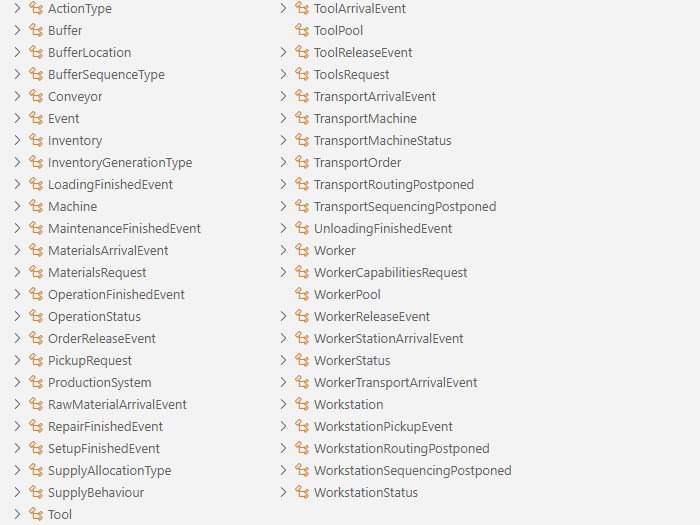 ActionType
Buffer
BufferLocation
BufferSequenceType
Conveyor
Event
Inventory
InventoryGenerationType
LoadingFinishedEvent
Machine
MaintenanceFinishedEvent
MaterialsArrivalEvent
MaterialsRequest
OperationFinishedEvent
OperationStatus
OrderReleaseEvent
PickupRequest
ProductionSystem
RawMaterialArrivalEvent
RepairFinishedEvent
SetupFinishedEvent
SupplyAllocationType
SupplyBehaviour
Tool
ToolArrivalEvent
ToolPool
ToolReleaseEvent
ToolsRequest
TransportArrivalEvent
TransportMachine
TransportMachineStatus
TransportOrder
TransportRoutingPostponed
TransportSequencingPostponed
UnloadingFinishedEvent
Worker
WorkerCapabilitiesRequest
WorkerPool
WorkerReleaseEvent
WorkerStationArrivalEvent
WorkerStatus
WorkerTransportArrivalEvent
Workstation
WorkstationPickupEvent
WorkstationRoutingPostponed
WorkstationSequencingPostponed
WorkstationStatus